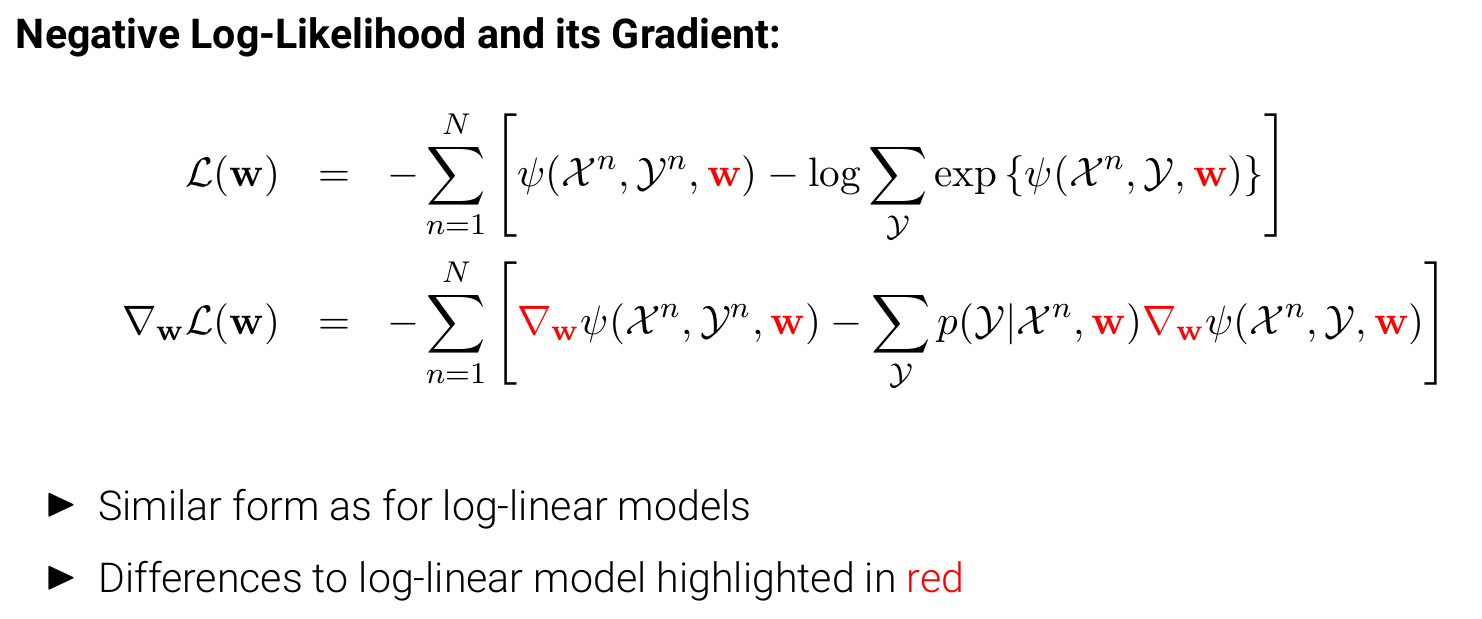 Negative Log-Likelihood and its Gradient:
$\mathcal{L}(\mathbf{w}) = -\sum_{n=1}^{N} \left[ \psi(\mathcal{X}^n, \mathcal{Y}^n, \mathbf{w}) - \log \sum_{\mathcal{Y}} \exp \{\psi(\mathcal{X}^n, \mathcal{Y}, \mathbf{w})\} \right]$
$\nabla_{\mathbf{w}} \mathcal{L}(\mathbf{w}) = -\sum_{n=1}^{N} \left[ \nabla_{\mathbf{w}} \psi(\mathcal{X}^n, \mathcal{Y}^n, \mathbf{w}) - \sum_{\mathcal{Y}} p(\mathcal{Y}|\mathcal{X}^n, \mathbf{w}) \nabla_{\mathbf{w}} \psi(\mathcal{X}^n, \mathcal{Y}, \mathbf{w}) \right]$
► Similar form as for log-linear models
► Differences to log-linear model highlighted in red